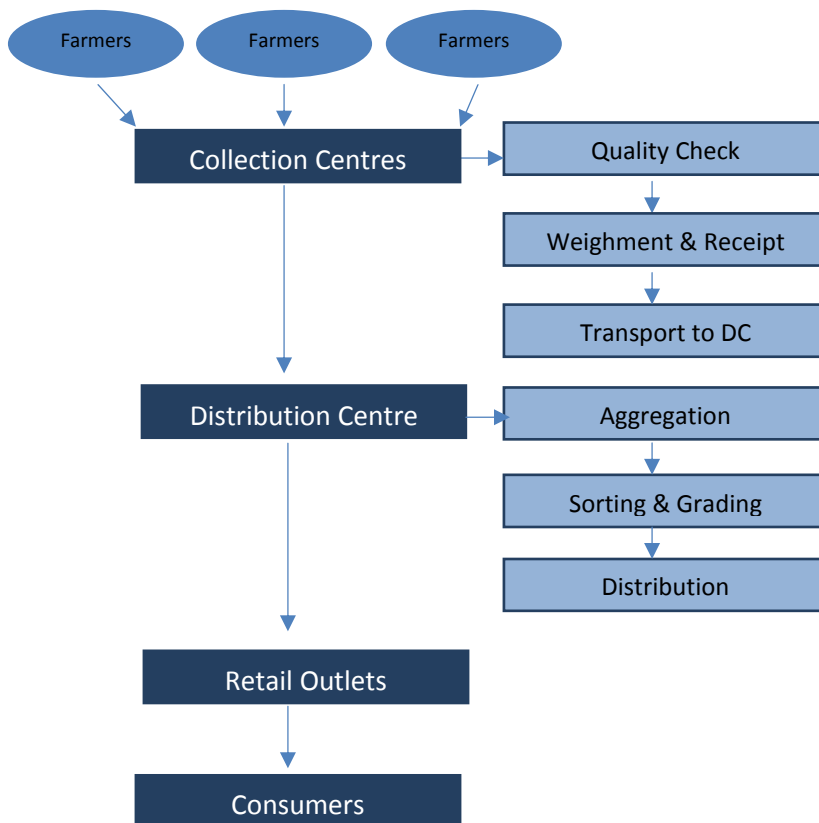 Farmers
Farmers
Farmers
Collection Centres
Quality Check
Weighment & Receipt
Transport to DC
Distribution Centre
Aggregation
Sorting & Grading
Distribution
Retail Outlets
Consumers